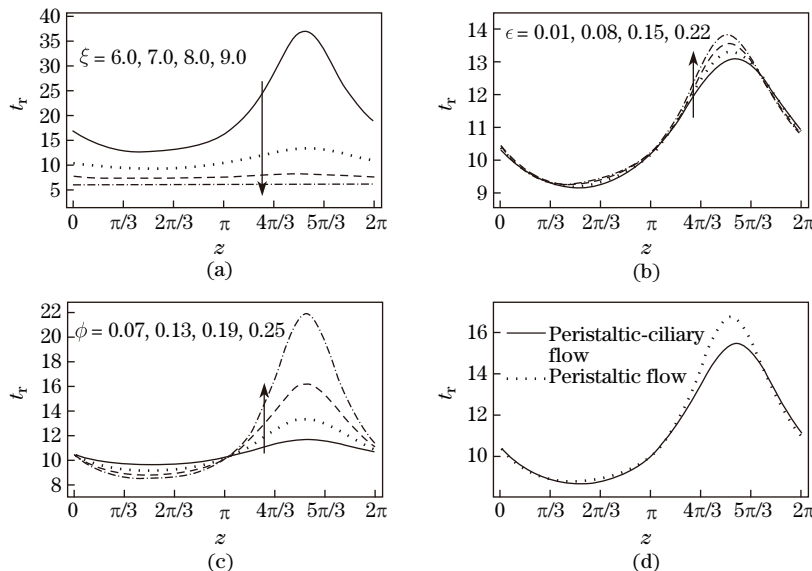 40
35
30
25
20
15
10
5
t_r
ξ = 6.0, 7.0, 8.0, 9.0
0 π/3 2π/3 π 4π/3 5π/3 2π
z
(a)
14
13
12
11
10
9
t_r
ϵ = 0.01, 0.08, 0.15, 0.22
0 π/3 2π/3 π 4π/3 5π/3 2π
z
(b)
22
20
18
16
14
12
10
8
t_r
ϕ = 0.07, 0.13, 0.19, 0.25
0 π/3 2π/3 π 4π/3 5π/3 2π
z
(c)
16
14
12
10
t_r
Peristaltic-ciliary
flow
Peristaltic flow
0 π/3 2π/3 π 4π/3 5π/3 2π
z
(d)